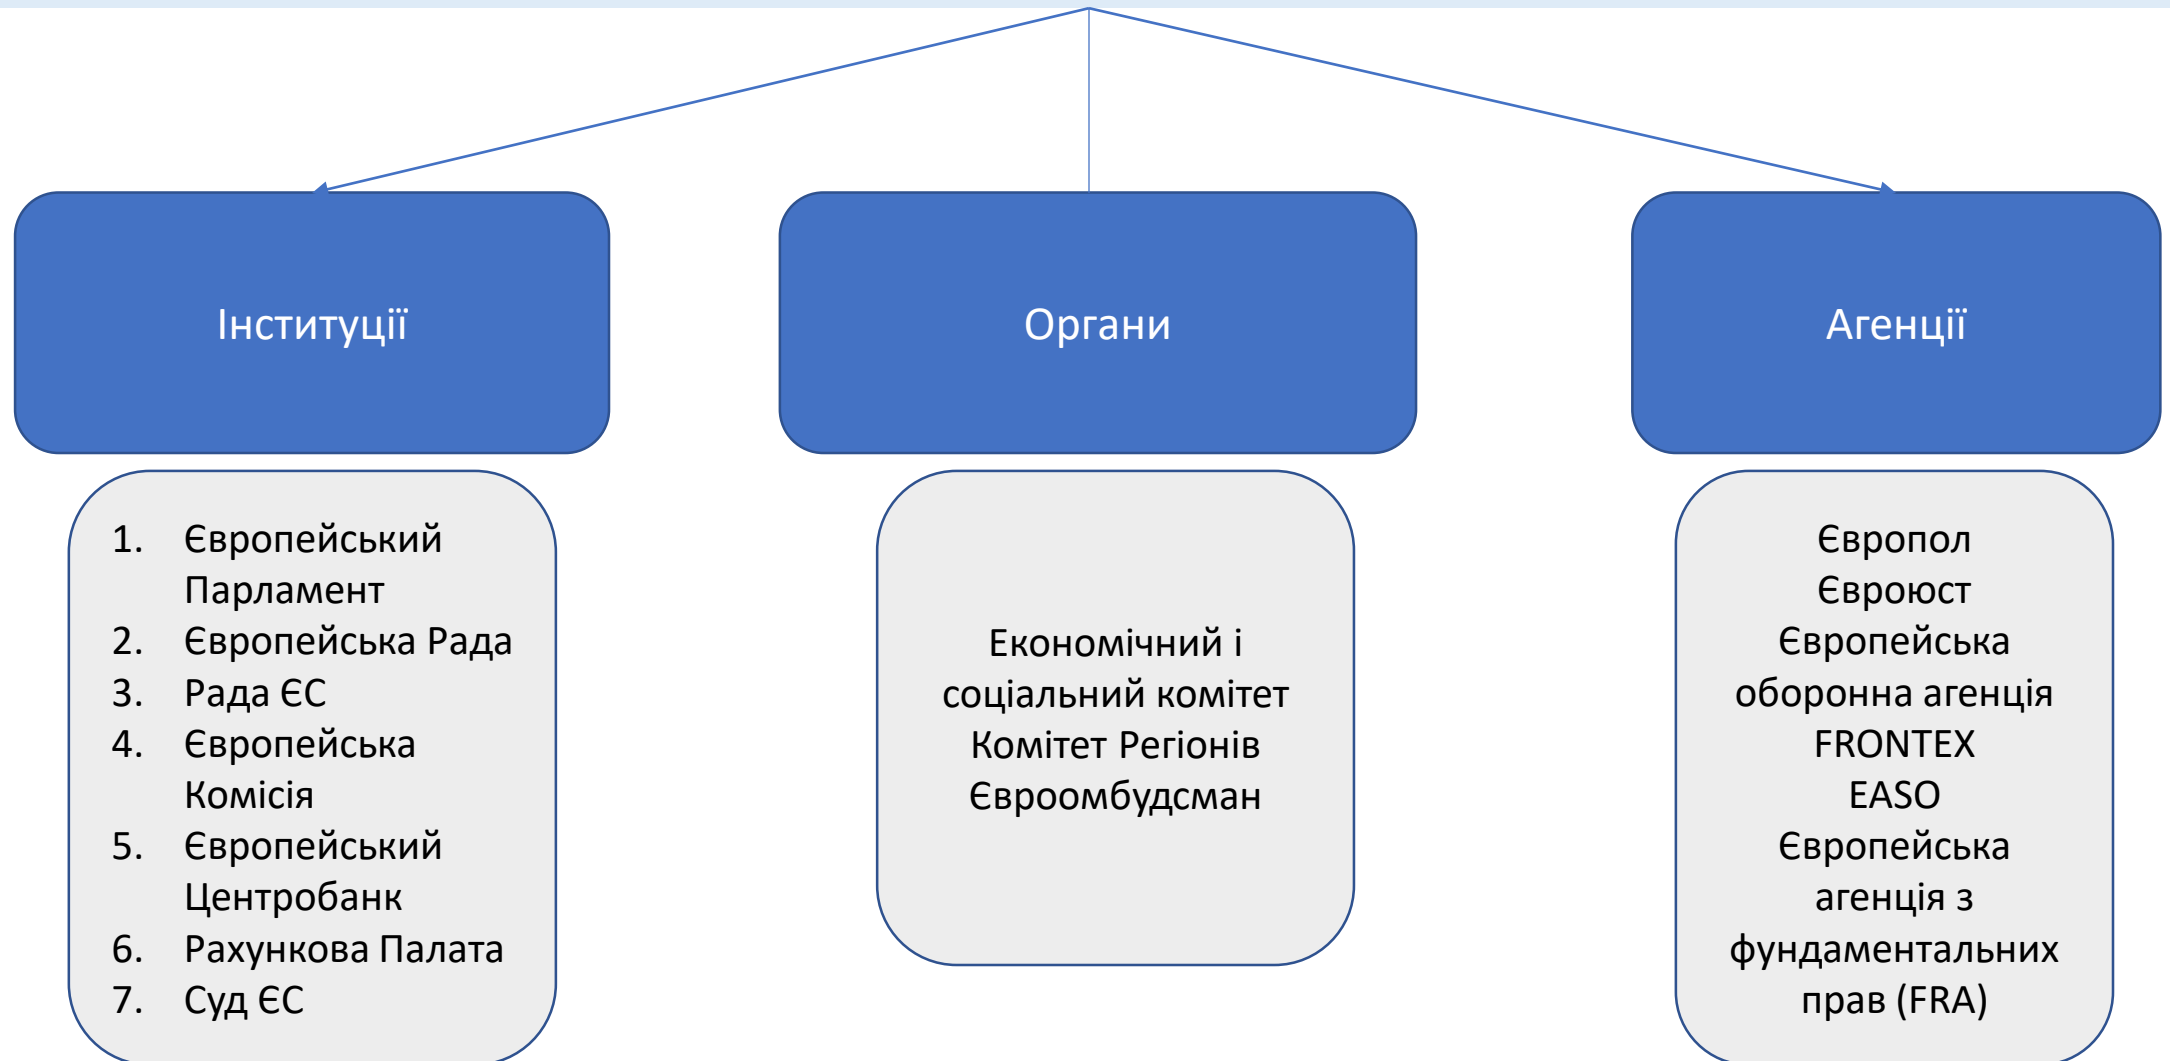 Інституції
Органи
Агенції
1. Європейський
Парламент
2. Європейська Рада
3. Рада ЄС
4. Європейська
Комісія
5. Європейський
Центробанк
6. Рахункова Палата
7. Суд ЄС
Економічний і
соціальний комітет
Комітет Регіонів
Євроомбудсман
Європол
Євроюст
Європейська
оборонна агенція
FRONTEX
EASO
Європейська
агенція з
фундаментальних
прав (FRA)